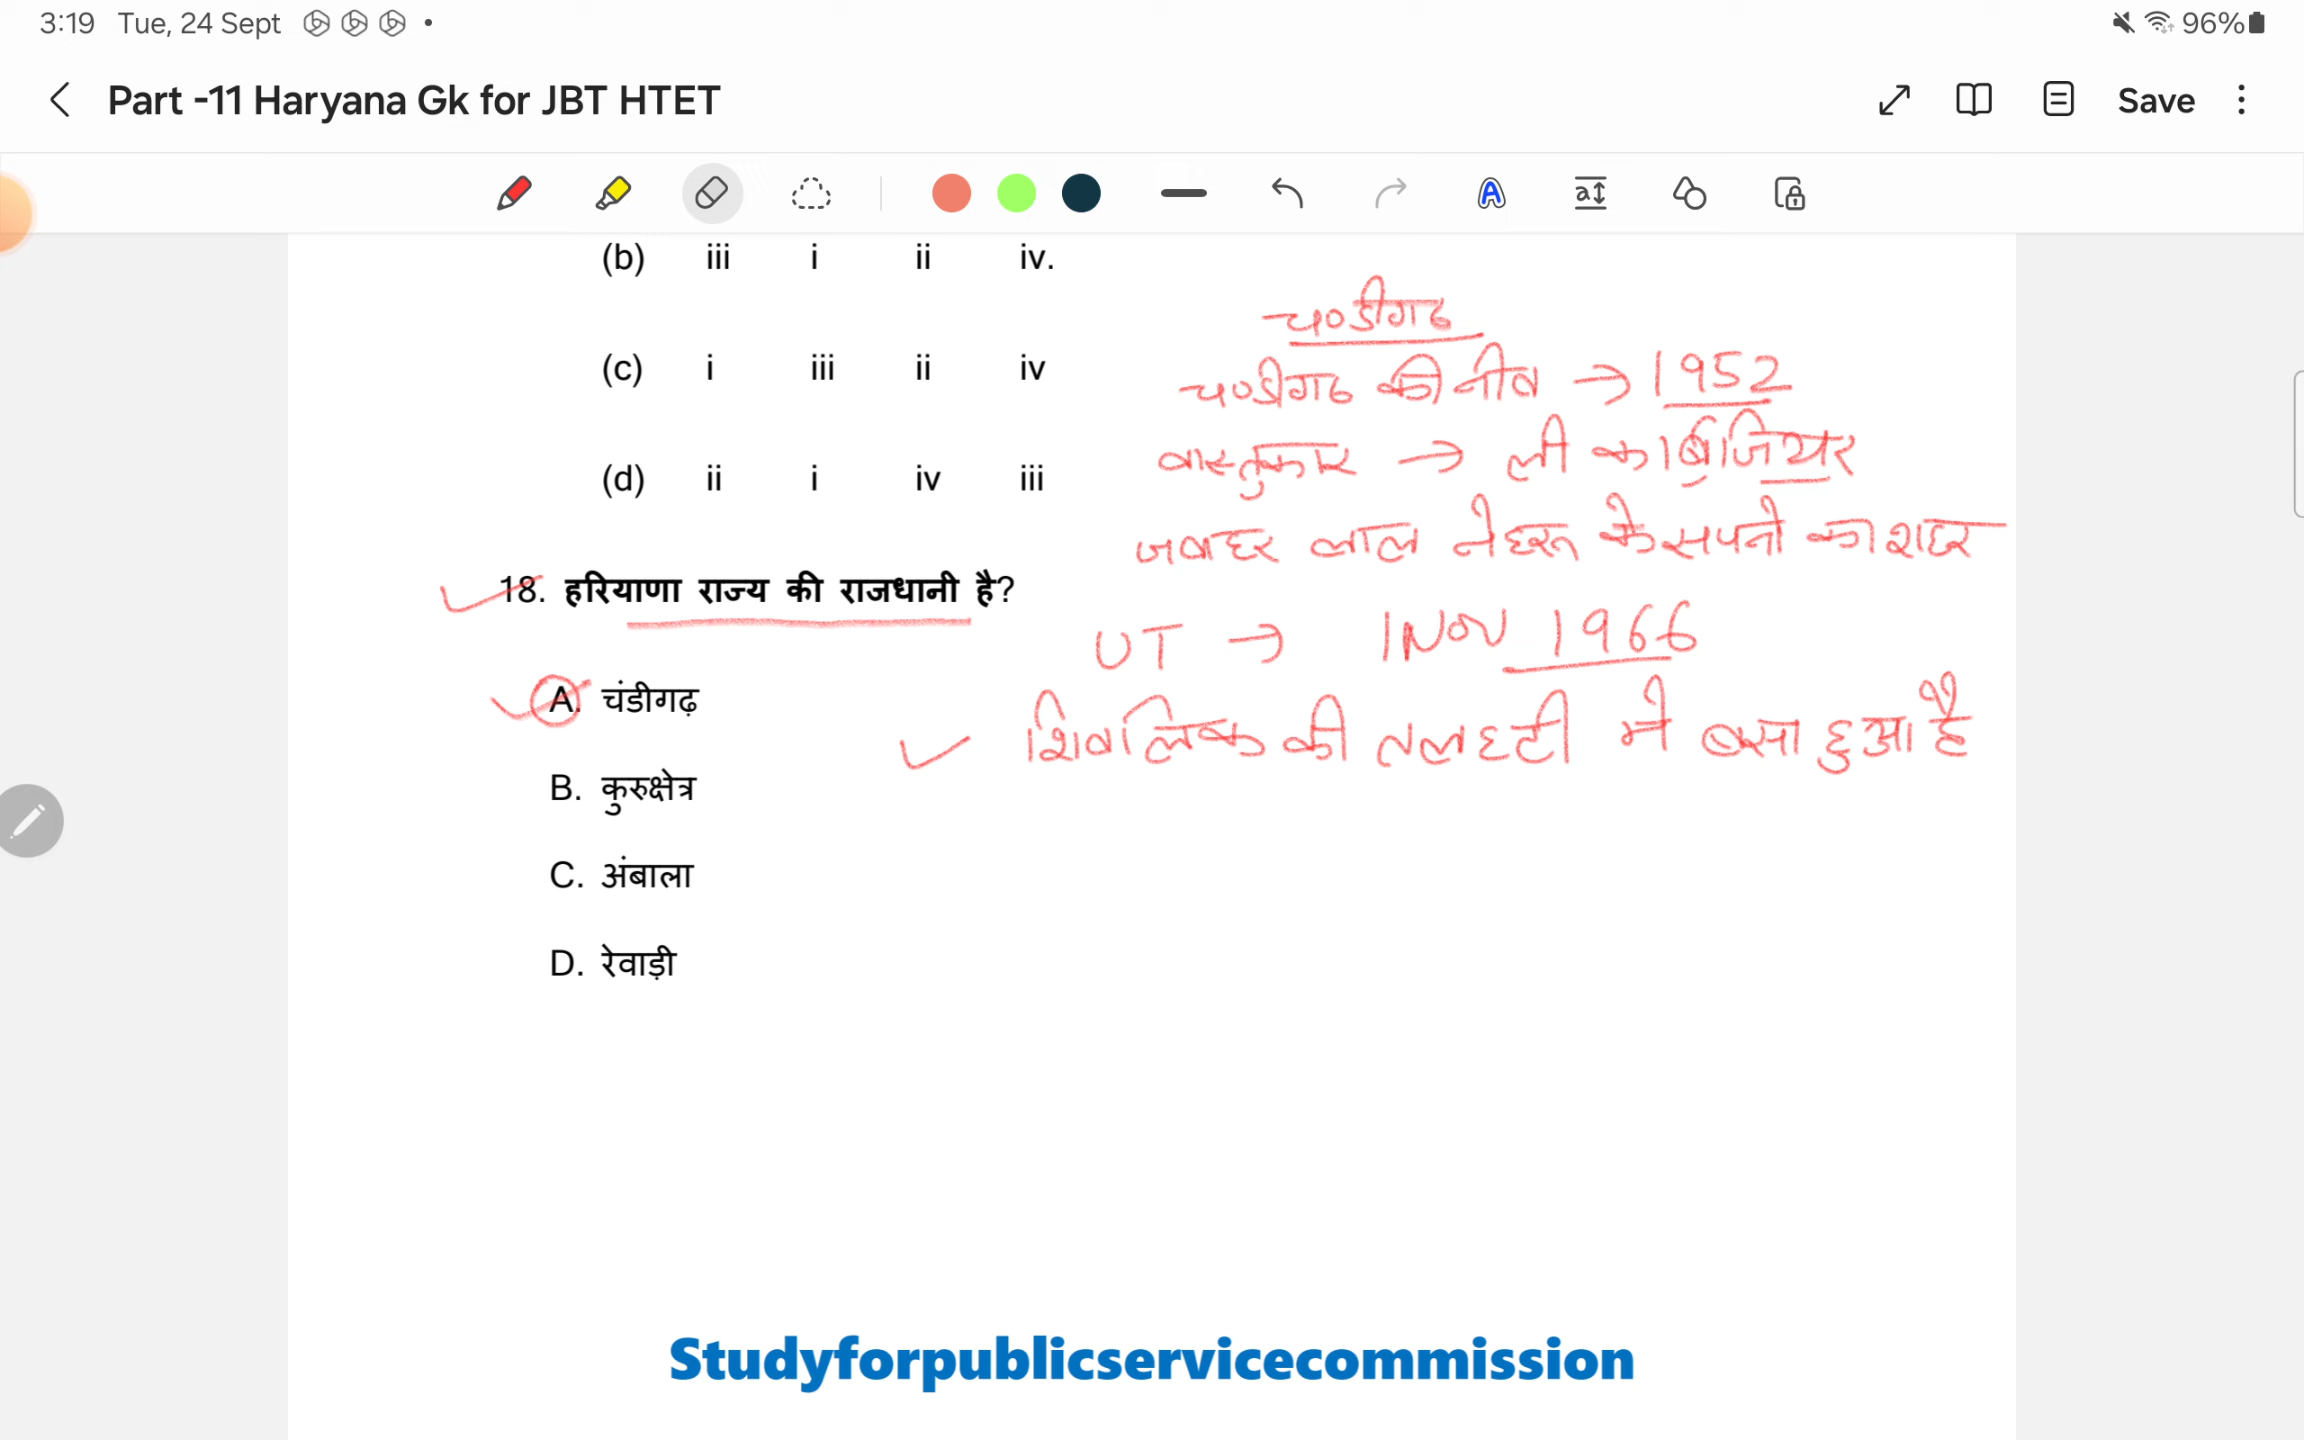 3:19 Tue, 24 Sept 96%
Part -11 Haryana Gk for JBT HTET Save
(b) iii i ii iv.
(c) i iii ii iv
(d) ii i iv iii
चण्डीगढ
चण्डीगढ की नीव → 1952
वास्तुकार → ली कार्बुजियर
जवाहर लाल नेहरू के सपनो का शहर
UT → 1 Nov 1966
शिवालिक की तलहटी मे बसा हुआ है
18. हरियाणा राज्य की राजधानी है?
A. चंडीगढ़
B. कुरुक्षेत्र
C. अंबाला
D. रेवाड़ी
Studyforpublicservicecommission